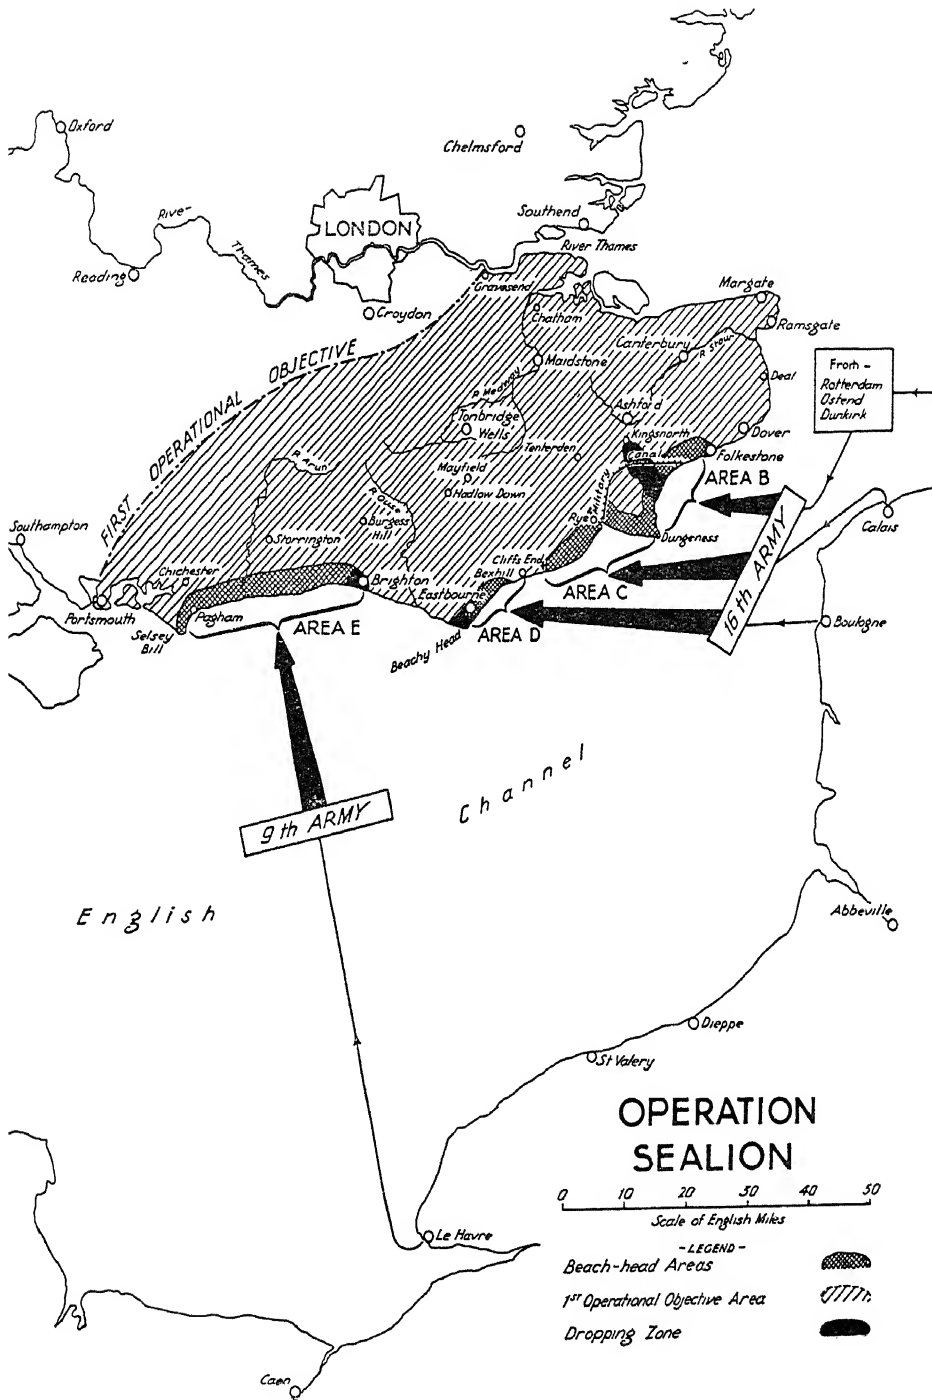 Oxford
Chelmsford
Southend
LONDON
River Thames
River
Thames
Reading
Gravesend
Croydon
Chatham
Margate
Ramsgate
Canterbury
R. Stour
Maidstone
From -
Rotterdam
Ostend
Dunkirk
Deal
FIRST OPERATIONAL OBJECTIVE
R. Medway
Tonbridge
Wells
Ashford
Kingsnorth
Dover
Folkestone
Tenterden
Canal
Military
AREA B
R. Arun
Mayfield
Hadlow Down
R. Ouse
Rye
Southampton
Burgess
Hill
Storrington
Dungeness
Calais
16th ARMY
Cliffs End
Bexhill
Chichester
Brighton
Eastbourne
AREA C
Portsmouth
Pagham
Selsey
Bill
AREA E
Beachy Head
AREA D
Boulogne
Channel
9th ARMY
English
Abbeville
Dieppe
St Valery
OPERATION
SEALION
0 10 20 30 40 50
Scale of English Miles
Le Havre
- LEGEND -
Beach-head Areas
1ST Operational Objective Area
Dropping Zone
Caen